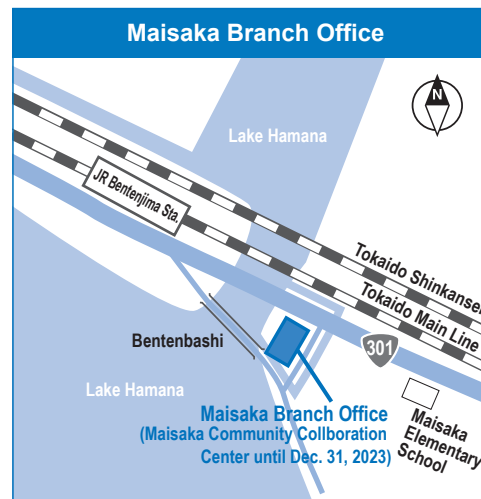 Maisaka Branch Office
N
Lake Hamana
JR Bentenjima Sta.
Tokaido Shinkansen
Tokaido Main Line
Bentenbashi
301
Lake Hamana
Maisaka Branch Office
(Maisaka Community Collboration
Center until Dec. 31, 2023)
Maisaka
Elementary
School